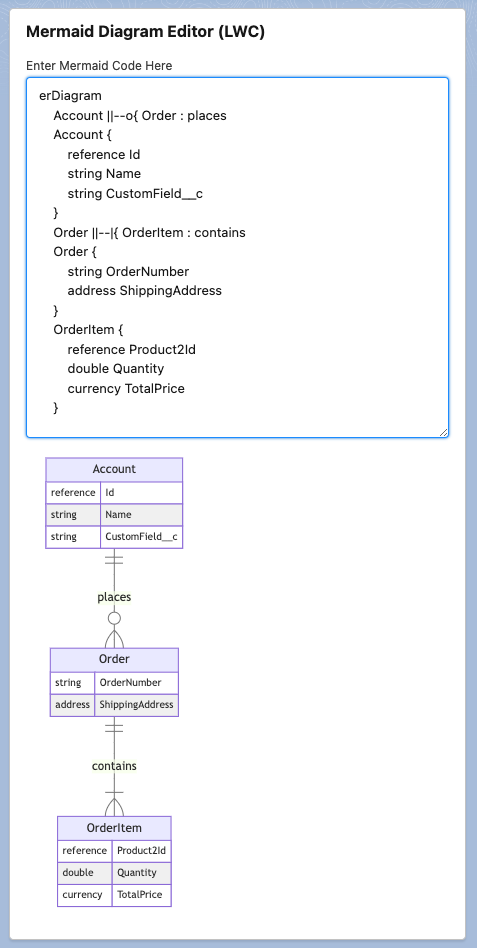 Mermaid Diagram Editor (LWC)
Enter Mermaid Code Here
erDiagram
Account ||--o{ Order : places
Account {
reference Id
string Name
string CustomField__c
}
Order ||--|{ OrderItem : contains
Order {
string OrderNumber
address ShippingAddress
}
OrderItem {
reference Product2Id
double Quantity
currency TotalPrice
}
Account
reference Id
string Name
string CustomField__c
places
Order
string OrderNumber
address ShippingAddress
contains
OrderItem
reference Product2Id
double Quantity
currency TotalPrice